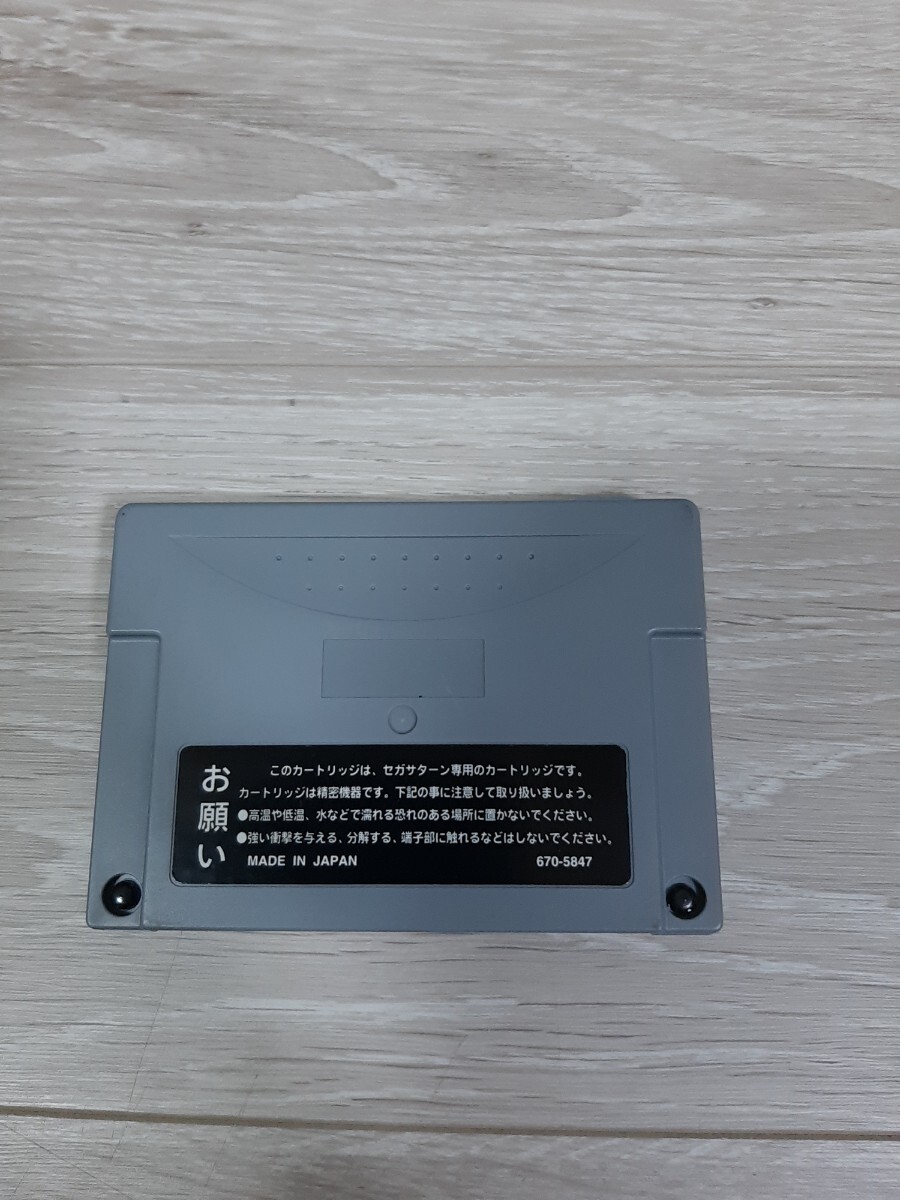 お願い
このカートリッジは、セガサターン専用のカートリッジです。
カートリッジは精密機器です。下記の事に注意して取り扱いましょう。
●高温や低温、水などで濡れる恐れのある場所に置かないでください。
●強い衝撃を与える、分解する、端子部に触れるなどはしないでください。
MADE IN JAPAN 670-5847